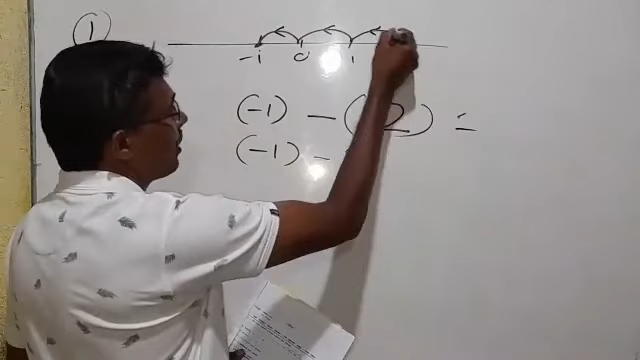 1
-1 0 1
(-1) - (2) =
(-1) -